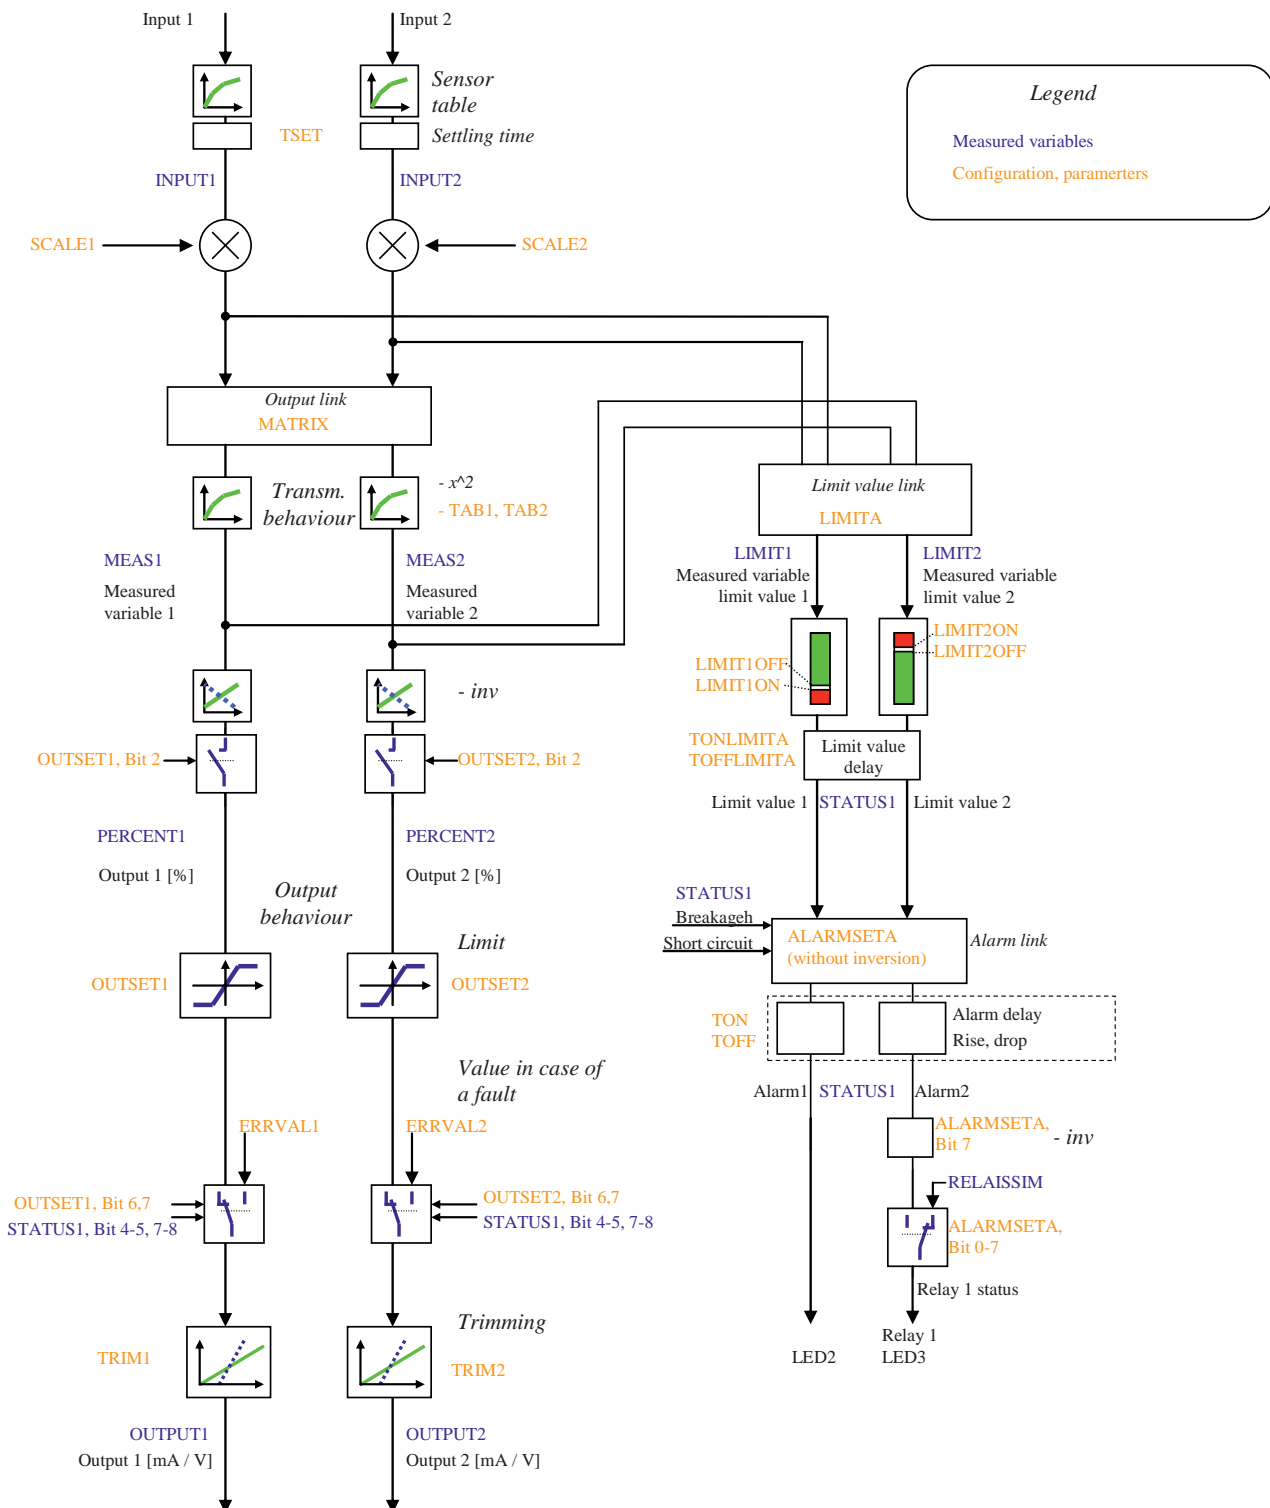 Input 1
Input 2
Sensor
table
TSET
Settling time
INPUT1
INPUT2
SCALE1
SCALE2
Legend
Measured variables
Configuration, paramerters
Output link
MATRIX
Transm.
behaviour
- x^2
- TAB1, TAB2
MEAS1
Measured
variable 1
MEAS2
Measured
variable 2
Limit value link
LIMITA
LIMIT1
Measured variable
limit value 1
LIMIT2
Measured variable
limit value 2
LIMIT2ON
LIMIT2OFF
LIMIT1OFF
LIMIT1ON
- inv
OUTSET1, Bit 2
OUTSET2, Bit 2
TONLIMITA
TOFFLIMITA
Limit value
delay
Limit value 1
STATUS1
Limit value 2
PERCENT1
PERCENT2
Output 1 [%]
Output 2 [%]
Output
behaviour
STATUS1
Breakageh
Short circuit
ALARMSETA
(without inversion)
Alarm link
Limit
OUTSET1
OUTSET2
TON
TOFF
Alarm delay
Rise, drop
Value in case of
a fault
Alarm1
STATUS1
Alarm2
ERRVAL1
ERRVAL2
ALARMSETA,
Bit 7
- inv
RELAISSIM
OUTSET1, Bit 6,7
STATUS1, Bit 4-5, 7-8
OUTSET2, Bit 6,7
STATUS1, Bit 4-5, 7-8
ALARMSETA,
Bit 0-7
Relay 1 status
Trimming
TRIM1
TRIM2
LED2
Relay 1
LED3
OUTPUT1
Output 1 [mA / V]
OUTPUT2
Output 2 [mA / V]